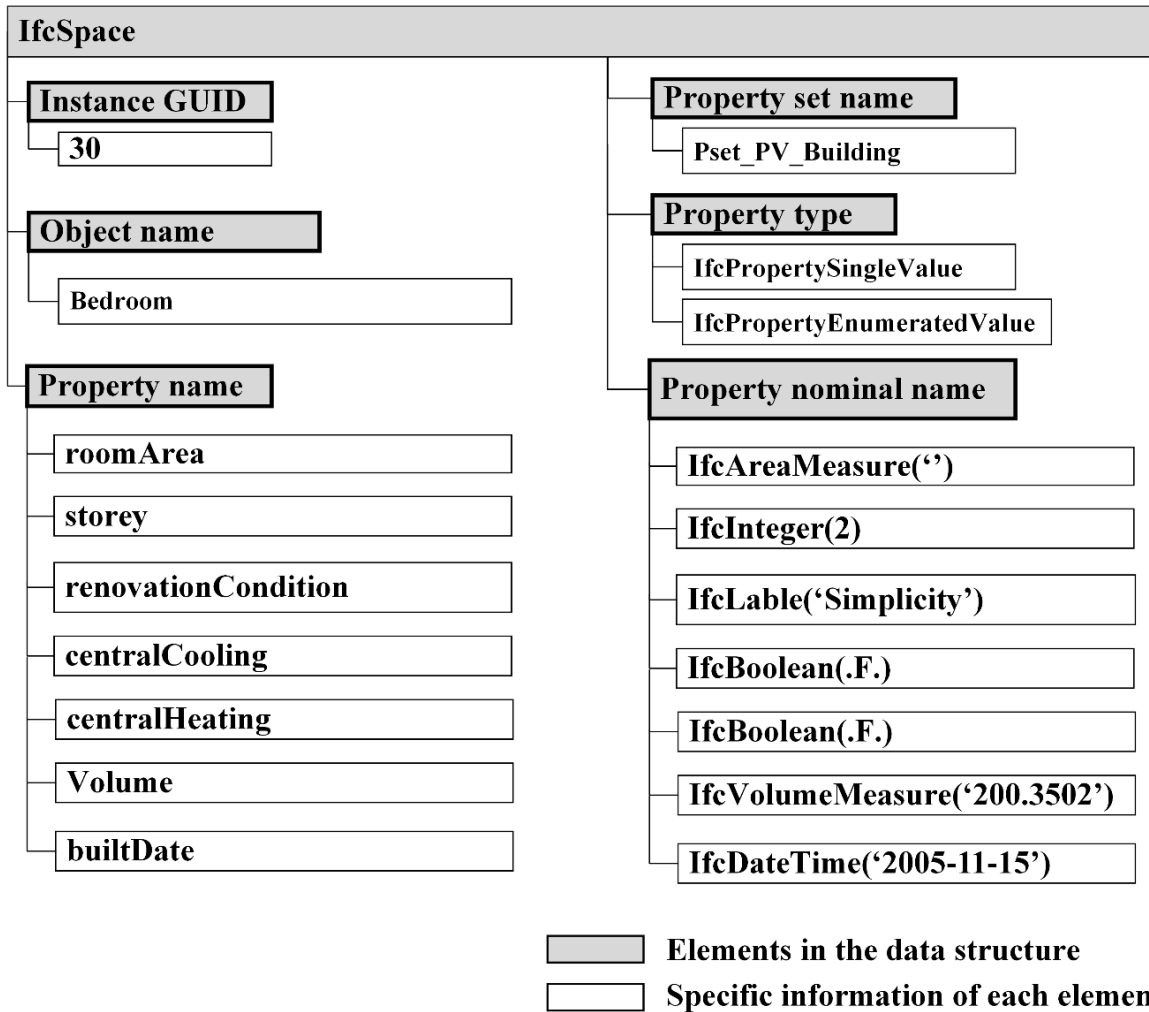 IfcSpace
Instance GUID
30
Object name
Bedroom
Property name
roomArea
storey
renovationCondition
centralCooling
centralHeating
Volume
builtDate
Property set name
Pset_PV_Building
Property type
IfcPropertySingleValue
IfcPropertyEnumeratedValue
Property nominal name
IfcAreaMeasure(‘’)
IfcInteger(2)
IfcLable(‘Simplicity’)
IfcBoolean(.F.)
IfcBoolean(.F.)
IfcVolumeMeasure(‘200.3502’)
IfcDateTime(‘2005-11-15’)
Elements in the data structure
Specific information of each elemen